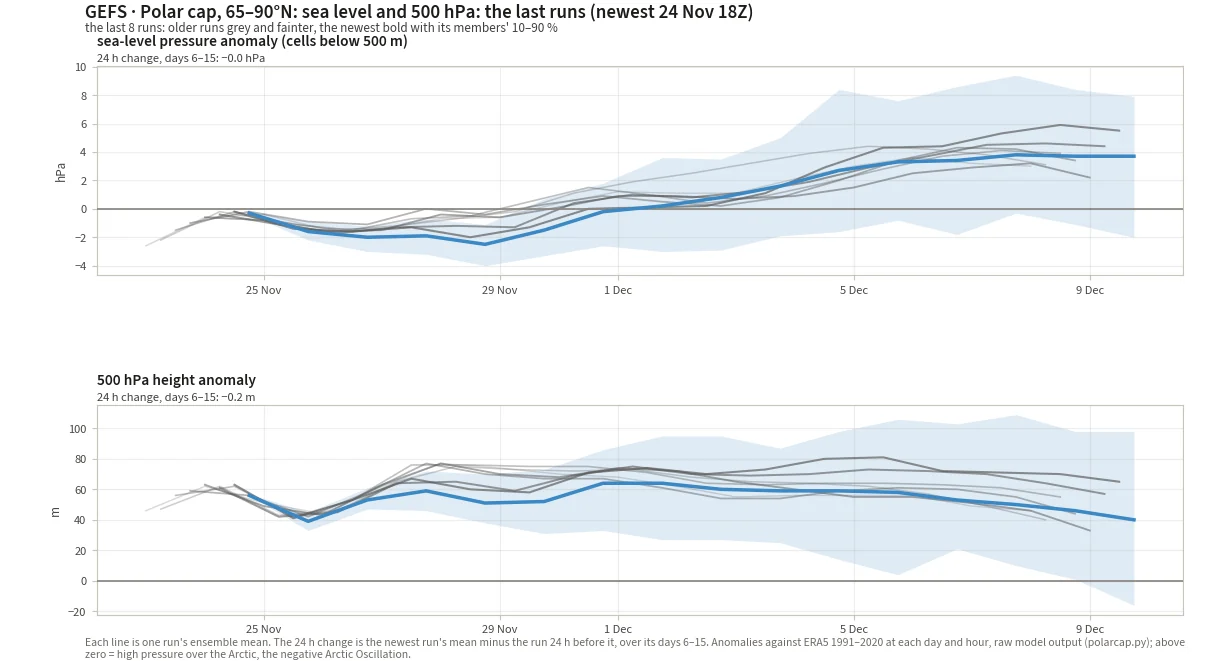 GEFS · Polar cap, 65–90°N: sea level and 500 hPa: the last runs (newest 24 Nov 18Z)
the last 8 runs: older runs grey and fainter, the newest bold with its members' 10–90 %
sea-level pressure anomaly (cells below 500 m)
24 h change, days 6–15: −0.0 hPa
10
8
6
4
2
0
−2
−4
hPa
25 Nov
29 Nov
1 Dec
5 Dec
9 Dec
500 hPa height anomaly
24 h change, days 6–15: −0.2 m
100
80
60
40
20
0
−20
m
25 Nov
29 Nov
1 Dec
5 Dec
9 Dec
Each line is one run's ensemble mean. The 24 h change is the newest run's mean minus the run 24 h before it, over its days 6–15. Anomalies against ERA5 1991–2020 at each day and hour, raw model output (polarcap.py); above
zero = high pressure over the Arctic, the negative Arctic Oscillation.